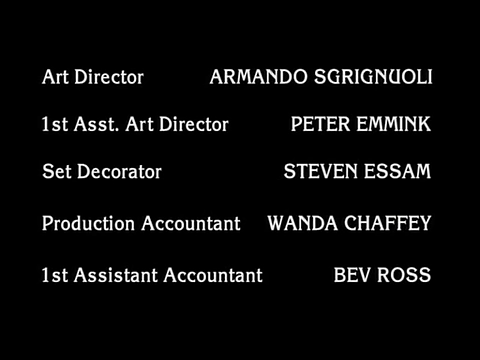 Art Director ARMANDO SGRIGNUOLI
1st Asst. Art Director PETER EMMINK
Set Decorator STEVEN ESSAM
Production Accountant WANDA CHAFFEY
1st Assistant Accountant BEV ROSS